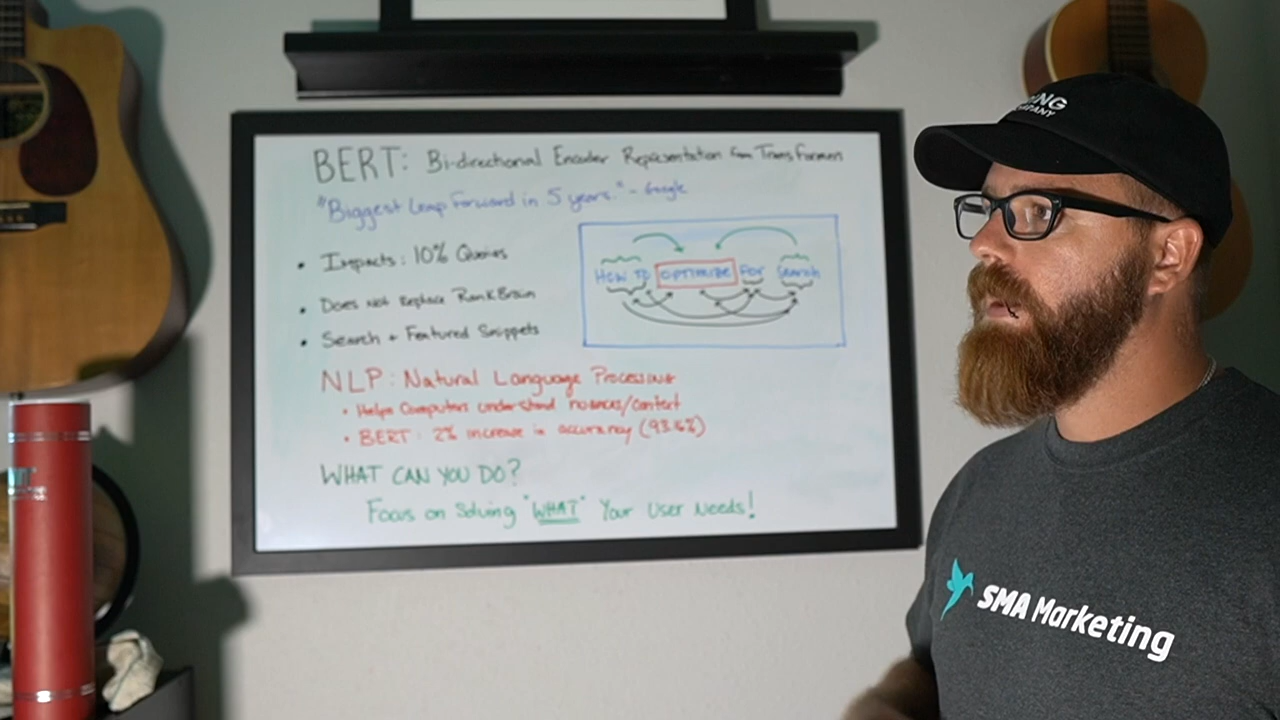 BERT: Bi-directional Encoder Representation from Transformers
"Biggest Leap Forward in 5 years." - Google
• Impacts: 10% Queries
• Does Not Replace RankBrain
• Search + Featured Snippets
How to OPTIMIZE For Search
NLP: Natural Language Processing
• Helps Computers understand nuances/context
• BERT: 2% increase in accuracy (93.16%)
WHAT CAN YOU DO?
Focus on Solving "WHAT" Your User Needs!
SMA Marketing